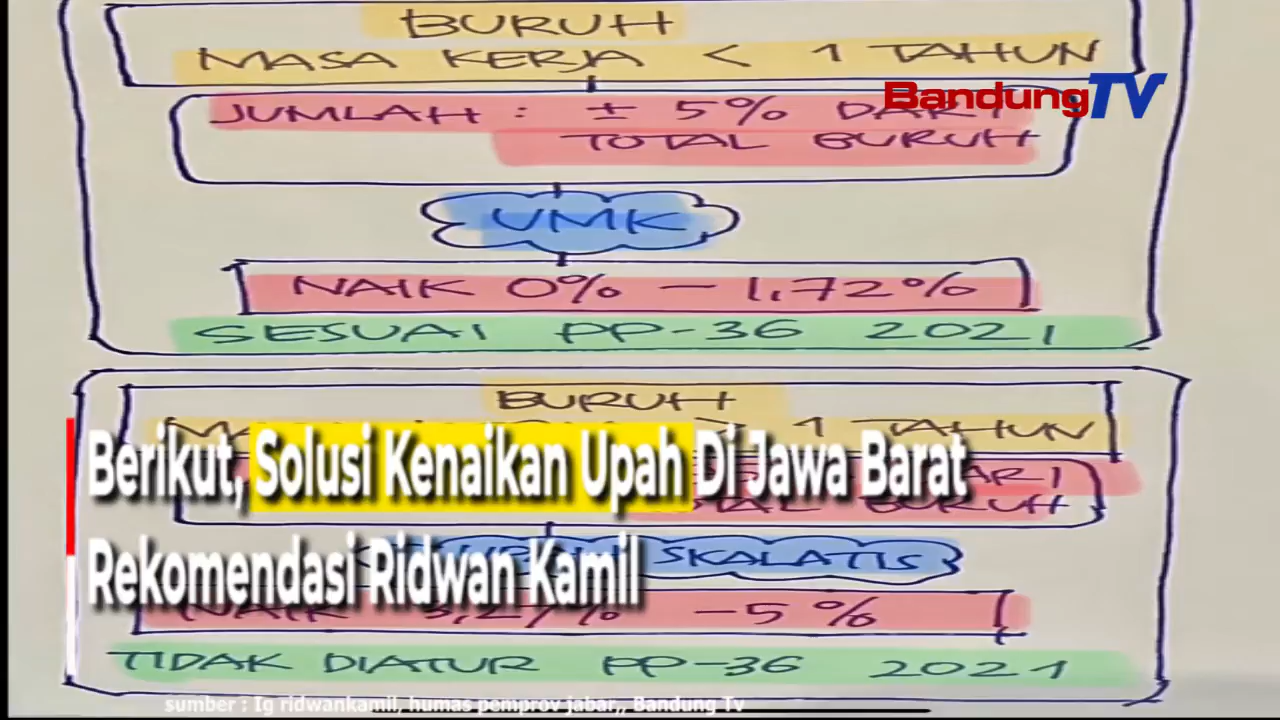 BURUH
MASA KERJA < 1 TAHUN
BandungTV
JUMLAH : ± 5% DARI
TOTAL BURUH
UMK
NAIK 0% - 1,72%
SESUAI PP-36 2021
BURUH
1 TAHUN
Berikut, Solusi Kenaikan Upah Di Jawa Barat
DARI
BURUH
Rekomendasi Ridwan Kamil
SKALATIS
-5%
TIDAK DIATUR PP-36 2021
sumber : Ig ridwankamil, humas pemprov jabar,, Bandung Tv